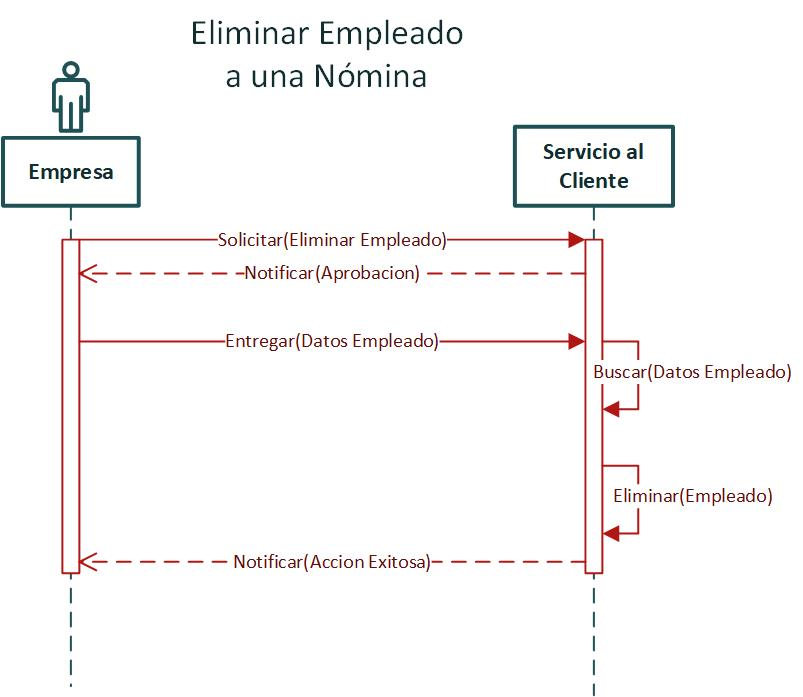 Eliminar Empleado
a una Nómina
Empresa
Servicio al
Cliente
Solicitar(Eliminar Empleado)
Notificar(Aprobacion)
Entregar(Datos Empleado)
Buscar(Datos Empleado)
Eliminar(Empleado)
Notificar(Accion Exitosa)